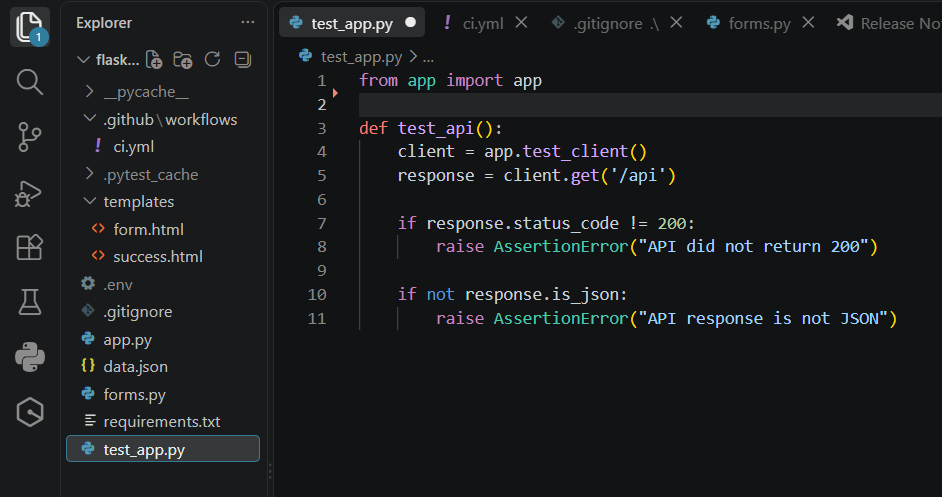 1
Explorer
flask...
__pycache__
.github\workflows
! ci.yml
.pytest_cache
templates
<> form.html
<> success.html
.env
.gitignore
app.py
{} data.json
forms.py
requirements.txt
test_app.py
test_app.py ● ! ci.yml × .gitignore .\ × forms.py × Release No
test_app.py > ...
1 from app import app
2
3 def test_api():
4     client = app.test_client()
5     response = client.get('/api')
6
7     if response.status_code != 200:
8         raise AssertionError("API did not return 200")
9
10     if not response.is_json:
11         raise AssertionError("API response is not JSON")